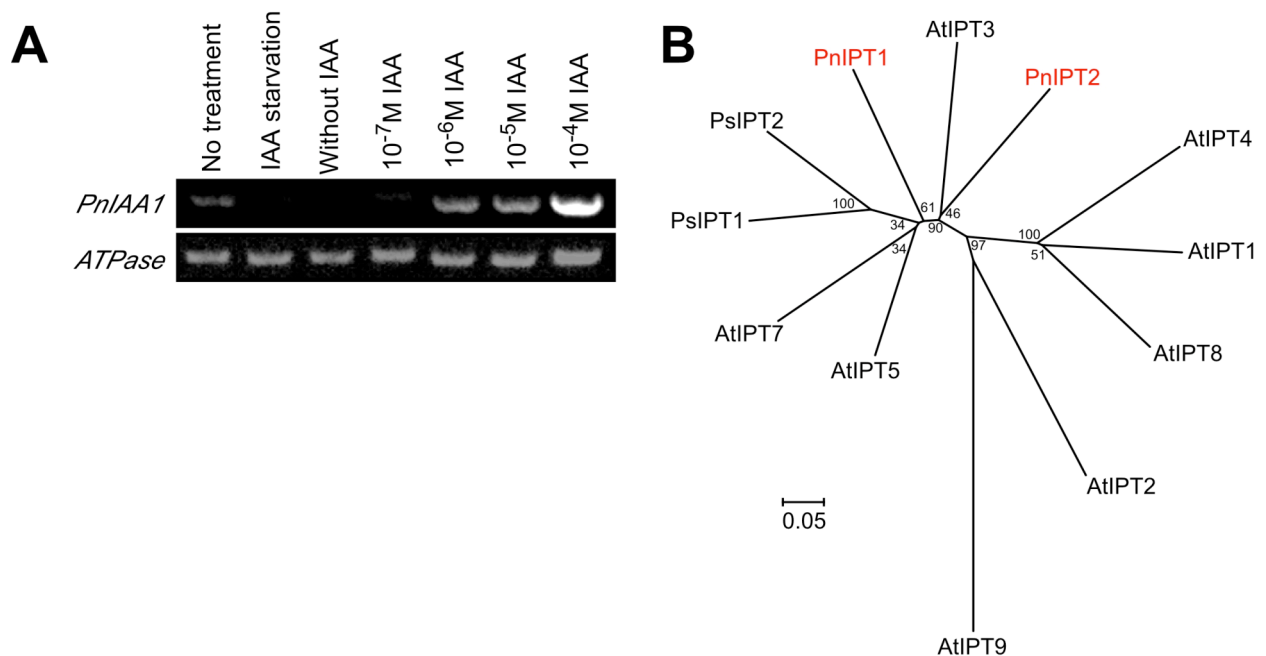 A
No treatment
IAA starvation
Without IAA
10-7M IAA
10-6M IAA
10-5M IAA
10-4M IAA
PnIAA1
ATPase
B
AtIPT3
PnIPT1
PnIPT2
PsIPT2
AtIPT4
100
61
46
PsIPT1
34
90
100
97
34
51
AtIPT1
AtIPT7
AtIPT8
AtIPT5
AtIPT2
0.05
AtIPT9